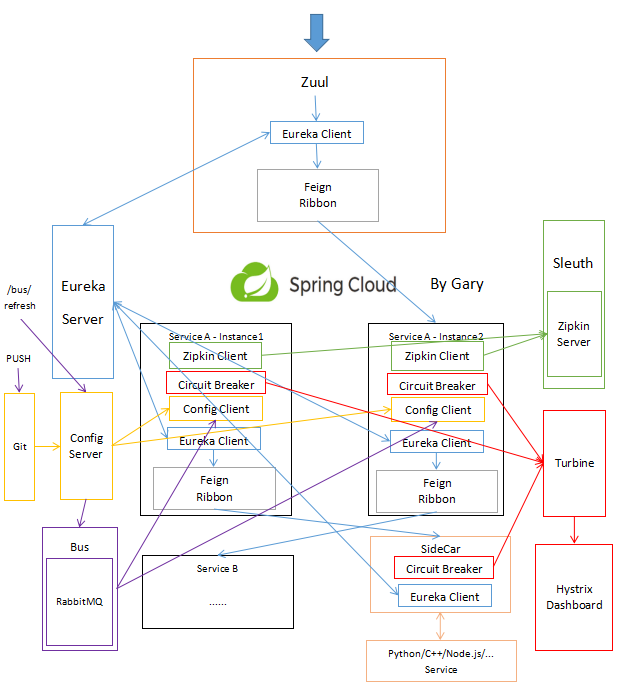 Zuul
Eureka Client
Feign
Ribbon
Eureka
Server
spring Cloud
By Gary
Sleuth
Zipkin
Server
/bus/
refresh
PUSH
Git
Config
Server
Service A - Instance1
Zipkin Client
Circuit Breaker
Config Client
Eureka Client
Feign
Ribbon
Service A - Instance2
Zipkin Client
Circuit Breaker
Config Client
Eureka Client
Feign
Ribbon
Turbine
Bus
RabbitMQ
Service B
......
SideCar
Circuit Breaker
Eureka Client
Hystrix
Dashboard
Python/C++/Node.js/...
Service